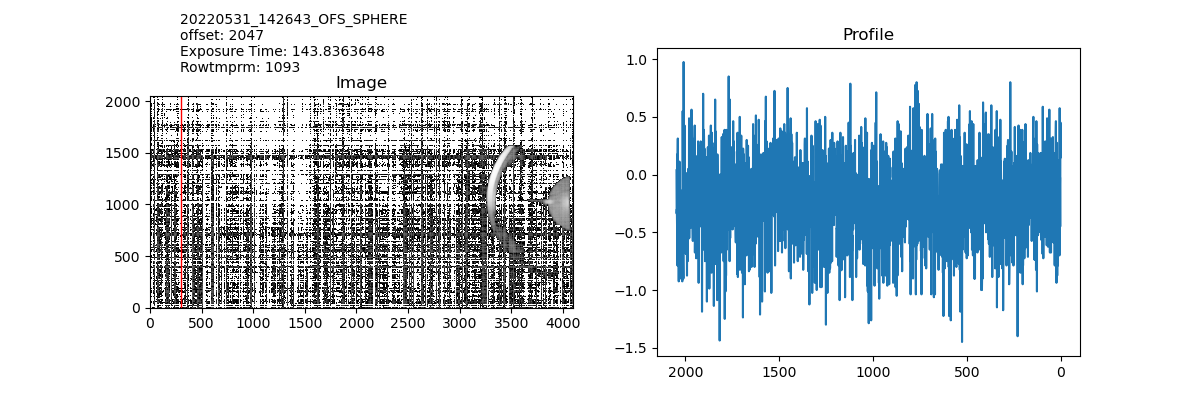 20220531_142643_OFS_SPHERE
offset: 2047
Exposure Time: 143.8363648
Rowtmprm: 1093
Image
2000
1500
1000
500
0
0 500 1000 1500 2000 2500 3000 3500 4000
Profile
1.0
0.5
0.0
−0.5
−1.0
−1.5
2000 1500 1000 500 0